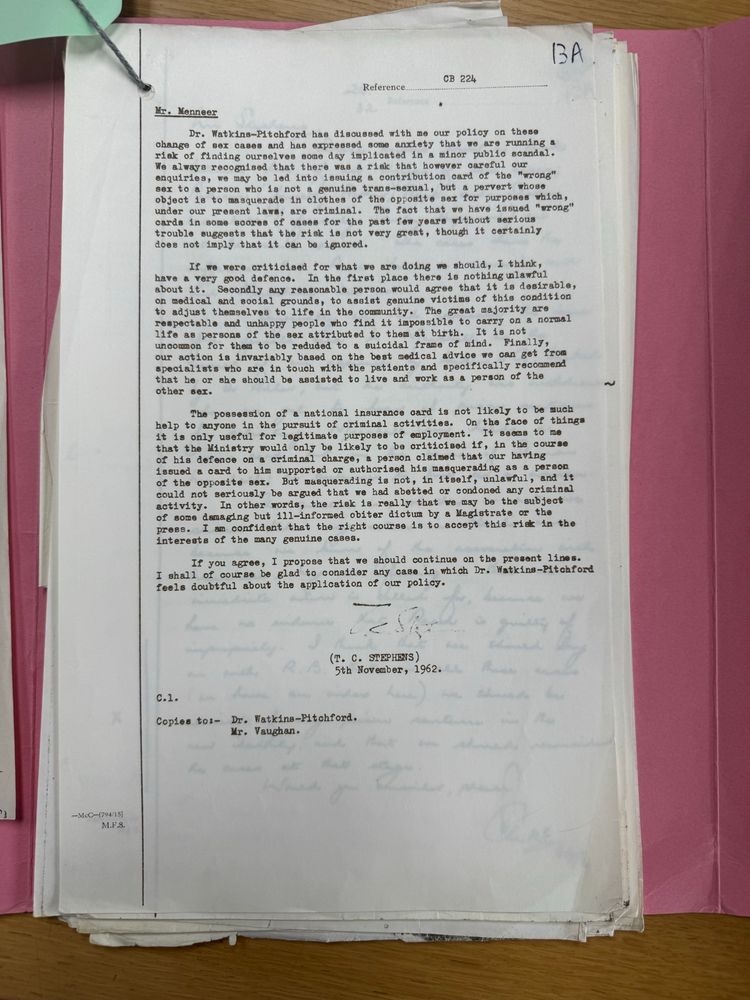 13A
Reference CB 224
Mr. Menneer
Dr. Watkins-Pitchford has discussed with me our policy on these
change of sex cases and has expressed some anxiety that we are running a
risk of finding ourselves some day implicated in a minor public scandal.
We always recognised that there was a risk that however careful our
enquiries, we may be led into issuing a contribution card of the "wrong"
sex to a person who is not a genuine trans-sexual, but a pervert whose
object is to masquerade in clothes of the opposite sex for purposes which,
under our present laws, are criminal. The fact that we have issued "wrong"
cards in some scores of cases for the past few years without serious
trouble suggests that the risk is not very great, though it certainly
does not imply that it can be ignored.
If we were criticised for what we are doing we should, I think,
have a very good defence. In the first place there is nothing unlawful
about it. Secondly any reasonable person would agree that it is desirable,
on medical and social grounds, to assist genuine victims of this condition
to adjust themselves to life in the community. The great majority are
respectable and unhappy people who find it impossible to carry on a normal
life as persons of the sex attributed to them at birth. It is not
uncommon for them to be reduded to a suicidal frame of mind. Finally,
our action is invariably based on the best medical advice we can get from
specialists who are in touch with the patients and specifically recommend
that he or she should be assisted to live and work as a person of the
other sex.
The possession of a national insurance card is not likely to be much
help to anyone in the pursuit of criminal activities. On the face of things
it is only useful for legitimate purposes of employment. It seems to me
that the Ministry would only be likely to be criticised if, in the course
of his defence on a criminal charge, a person claimed that our having
issued a card to him supported or authorised his masquerading as a person
of the opposite sex. But masquerading is not, in itself, unlawful, and it
could not seriously be argued that we had abetted or condoned any criminal
activity. In other words, the risk is really that we may be the subject
of some damaging but ill-informed obiter dictum by a Magistrate or the
press. I am confident that the right course is to accept this risk in the
interests of the many genuine cases.
If you agree, I propose that we should continue on the present lines.
I shall of course be glad to consider any case in which Dr. Watkins-Pitchford
feels doubtful about the application of our policy.
(T. C. STEPHENS)
5th November, 1962.
C.1.
Copies to:- Dr. Watkins-Pitchford.
Mr. Vaughan.
—McC—[794/15]
M.F.S.